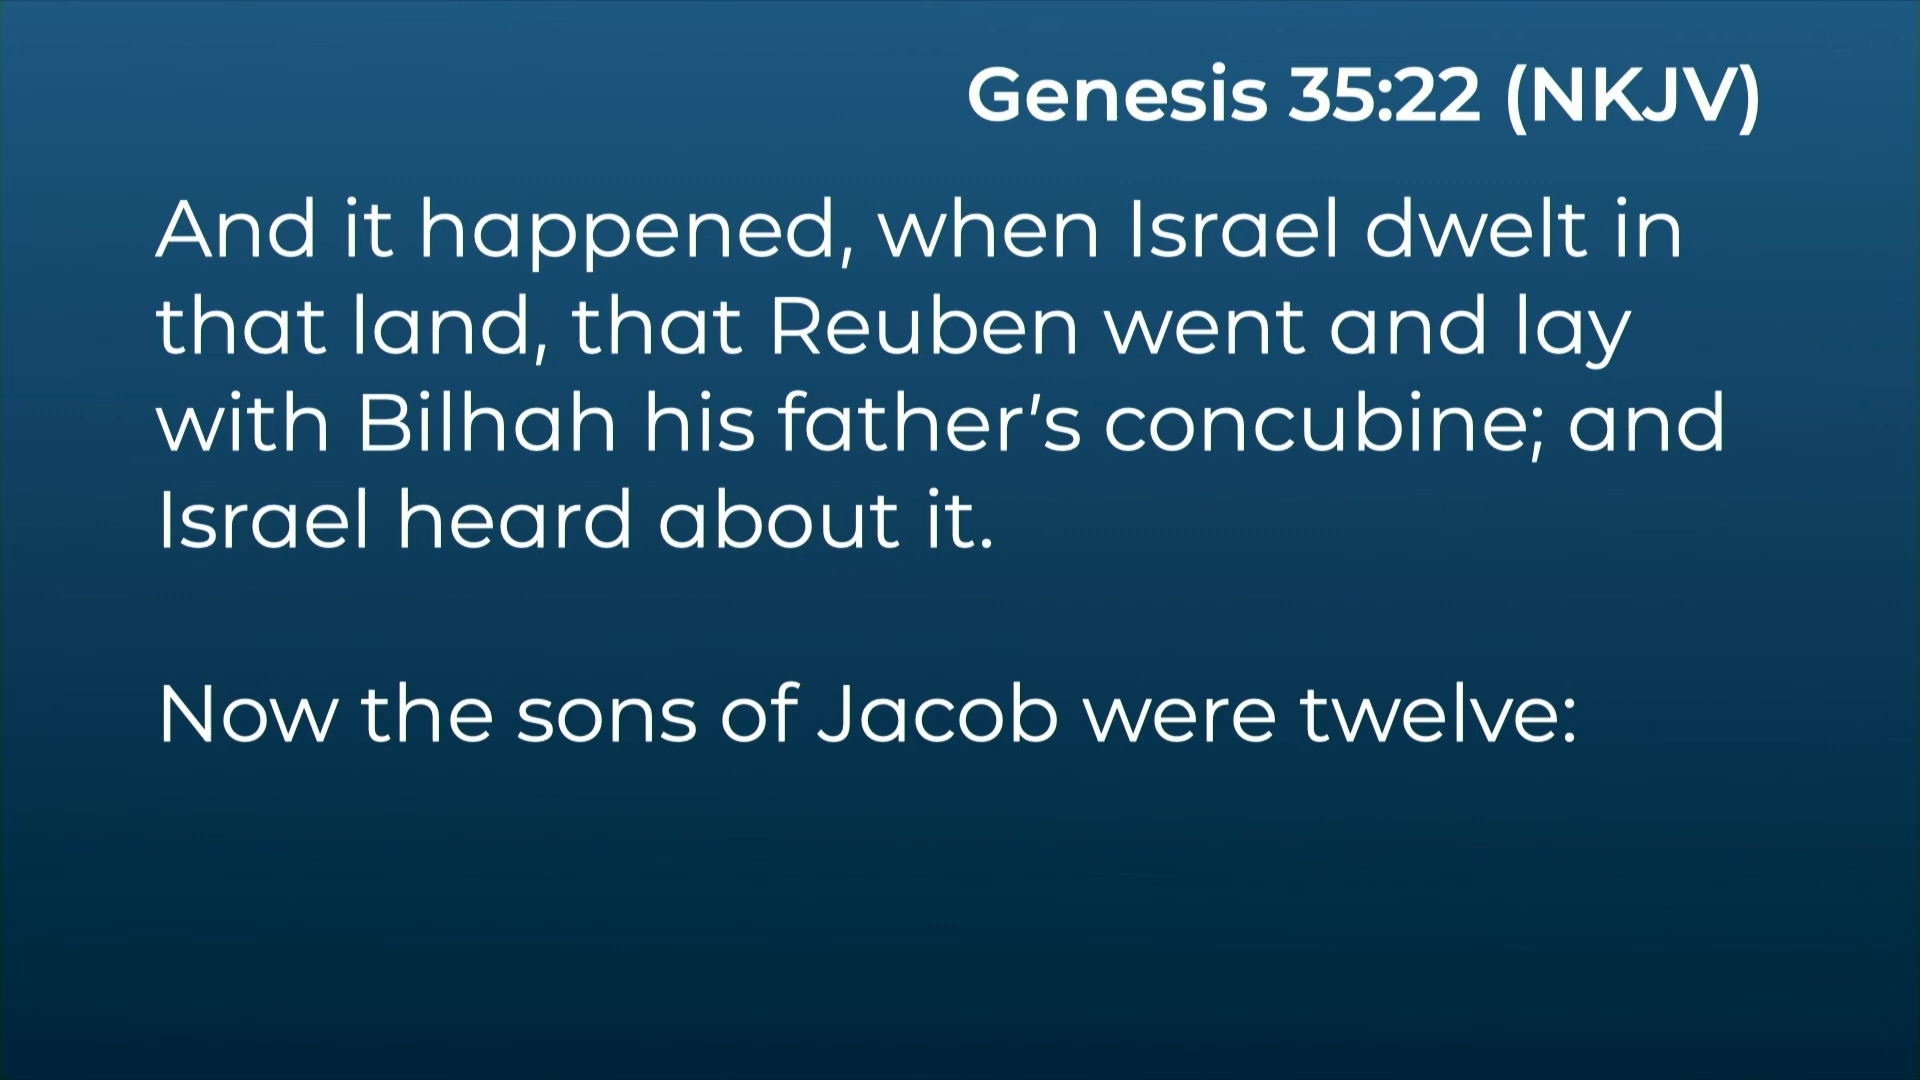 Genesis 35:22 (NKJV)
And it happened, when Israel dwelt in
that land, that Reuben went and lay
with Bilhah his father’s concubine; and
Israel heard about it.
Now the sons of Jacob were twelve: